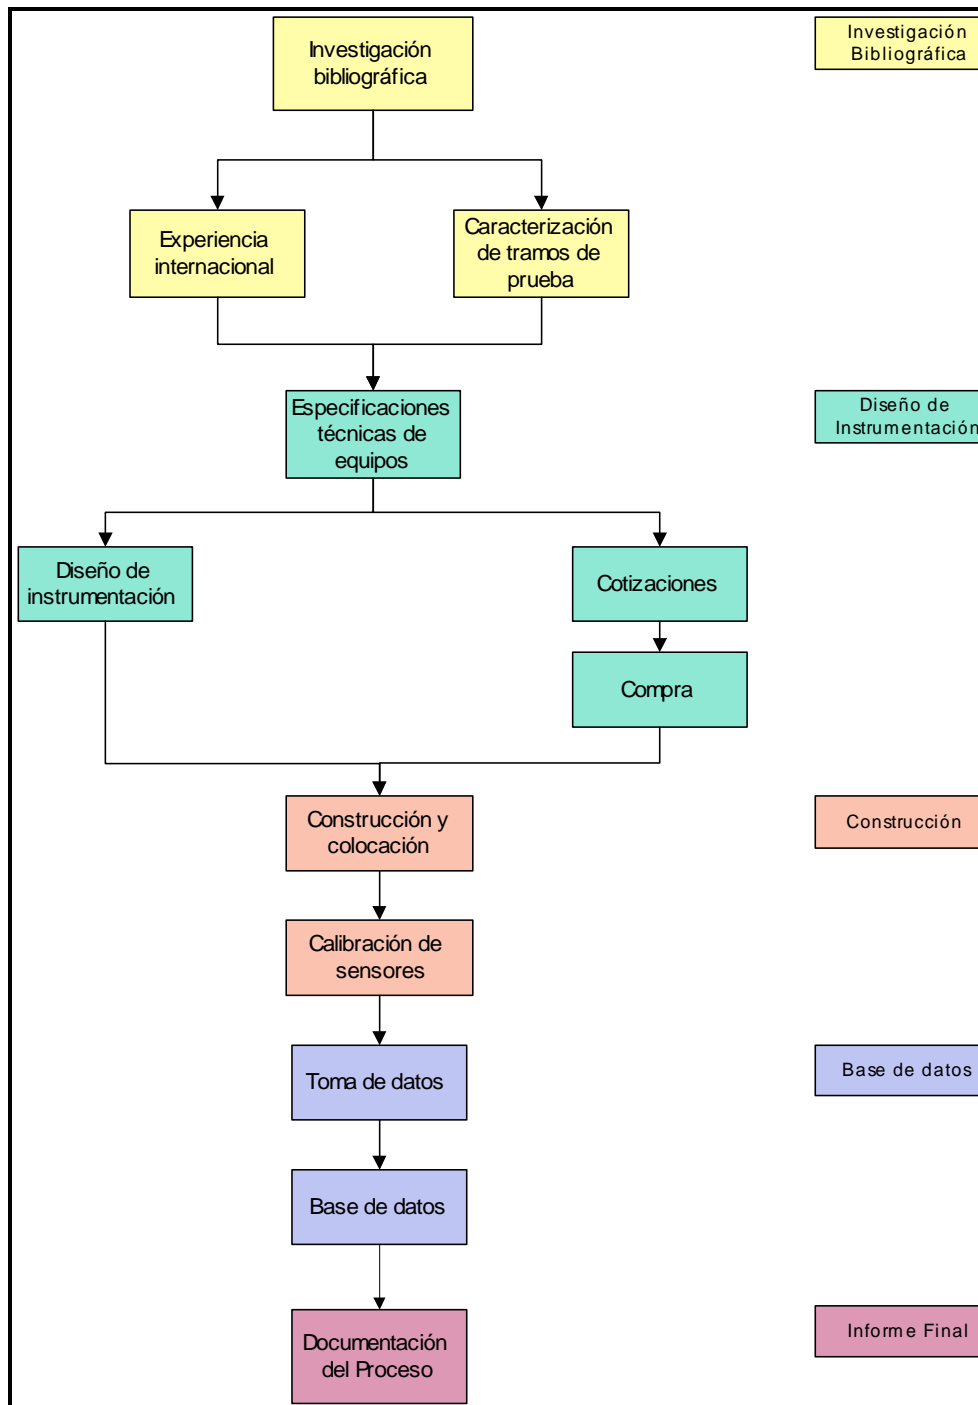 Investigación
bibliográfica
Investigación
Bibliográfica
Experiencia
internacional
Caracterización
de tramos de
prueba
Especificaciones
técnicas de
equipos
Diseño de
Instrumentación
Diseño de
instrumentación
Cotizaciones
Compra
Construcción y
colocación
Construcción
Calibración de
sensores
Toma de datos
Base de datos
Base de datos
Documentación
del Proceso
Informe Final